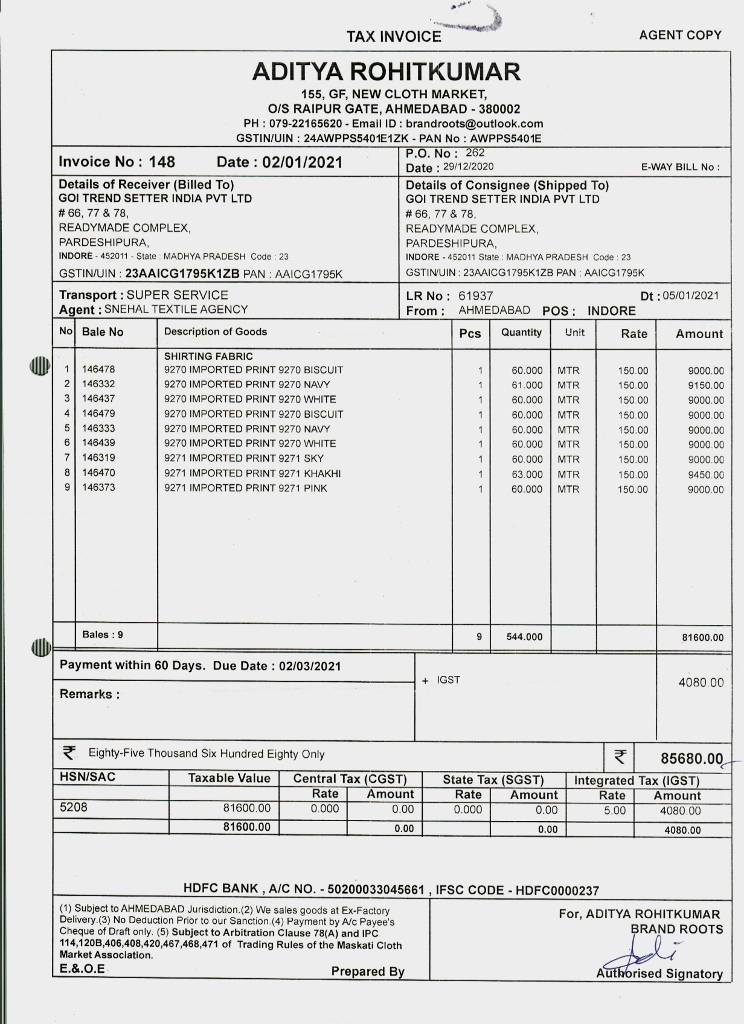 TAX INVOICE
AGENT COPY
ADITYA ROHITKUMAR
155, GF, NEW CLOTH MARKET,
O/S RAIPUR GATE, AHMEDABAD - 380002
PH : 079-22165620 - Email ID : brandroots@outlook.com
GSTIN/UIN : 24AWPPS5401E1ZK - PAN No : AWPPS5401E
Invoice No : 148 Date : 02/01/2021
P.O. No : 262
Date : 29/12/2020 E-WAY BILL No :
Details of Receiver (Billed To)
GOI TREND SETTER INDIA PVT LTD
# 66, 77 & 78,
READYMADE COMPLEX,
PARDESHIPURA,
INDORE - 452011 - State : MADHYA PRADESH Code : 23
GSTIN/UIN : 23AAICG1795K1ZB PAN : AAICG1795K
Details of Consignee (Shipped To)
GOI TREND SETTER INDIA PVT LTD
# 66, 77 & 78,
READYMADE COMPLEX,
PARDESHIPURA,
INDORE - 452011 State : MADHYA PRADESH Code : 23
GSTIN/UIN : 23AAICG1795K1ZB PAN : AAICG1795K
Transport : SUPER SERVICE
Agent : SNEHAL TEXTILE AGENCY
LR No : 61937 Dt : 05/01/2021
From : AHMEDABAD POS : INDORE
No Bale No Description of Goods Pcs Quantity Unit Rate Amount
SHIRTING FABRIC
1 146478 9270 IMPORTED PRINT 9270 BISCUIT 1 60.000 MTR 150.00 9000.00
2 146332 9270 IMPORTED PRINT 9270 NAVY 1 61.000 MTR 150.00 9150.00
3 146437 9270 IMPORTED PRINT 9270 WHITE 1 60.000 MTR 150.00 9000.00
4 146479 9270 IMPORTED PRINT 9270 BISCUIT 1 60.000 MTR 150.00 9000.00
5 146333 9270 IMPORTED PRINT 9270 NAVY 1 60.000 MTR 150.00 9000.00
6 146439 9270 IMPORTED PRINT 9270 WHITE 1 60.000 MTR 150.00 9000.00
7 146319 9271 IMPORTED PRINT 9271 SKY 1 60.000 MTR 150.00 9000.00
8 146470 9271 IMPORTED PRINT 9271 KHAKHI 1 63.000 MTR 150.00 9450.00
9 146373 9271 IMPORTED PRINT 9271 PINK 1 60.000 MTR 150.00 9000.00
Bales : 9 9 544.000 81600.00
Payment within 60 Days. Due Date : 02/03/2021
+ IGST 4080.00
Remarks :
₹ Eighty-Five Thousand Six Hundred Eighty Only ₹ 85680.00
HSN/SAC Taxable Value Central Tax (CGST) State Tax (SGST) Integrated Tax (IGST)
Rate Amount Rate Amount Rate Amount
5208 81600.00 0.000 0.00 0.000 0.00 5.00 4080.00
81600.00 0.00 0.00 4080.00
HDFC BANK , A/C NO. - 50200033045661 , IFSC CODE - HDFC0000237
(1) Subject to AHMEDABAD Jurisdiction.(2) We sales goods at Ex-Factory
Delivery.(3) No Deduction Prior to our Sanction.(4) Payment by A/c Payee's
Cheque of Draft only. (5) Subject to Arbitration Clause 78(A) and IPC
114,120B,406,408,420,467,468,471 of Trading Rules of the Maskati Cloth
Market Association.
E.&.O.E Prepared By
For, ADITYA ROHITKUMAR
BRAND ROOTS
Authorised Signatory